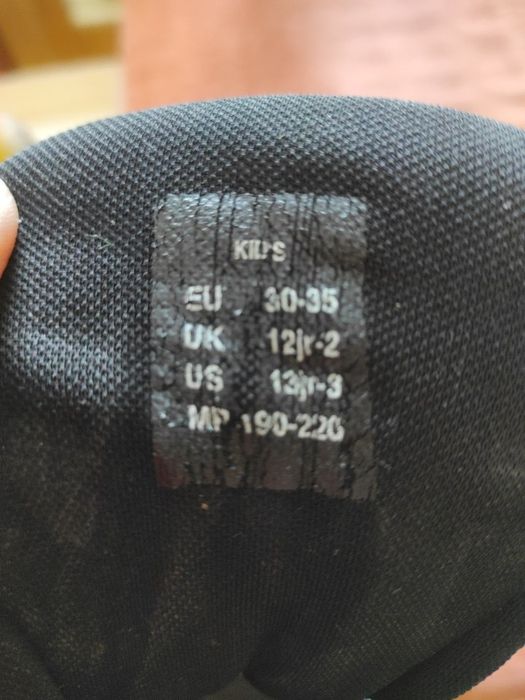 KIDS
EU 30-35
UK 12jr-2
US 13jr-3
MP 190-220